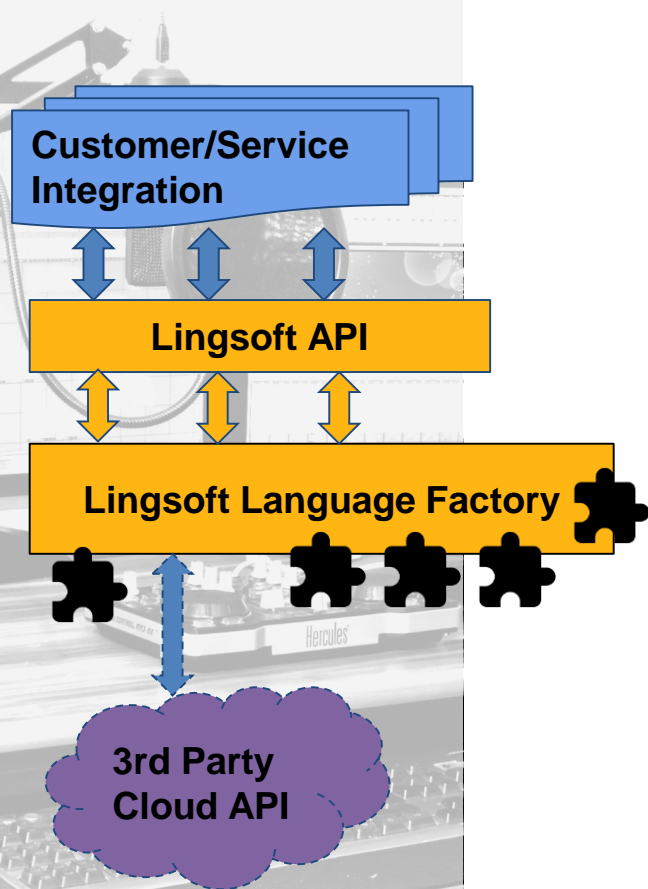 Customer/Service
Integration
Lingsoft API
Lingsoft Language Factory
Hercules
3rd Party
Cloud API